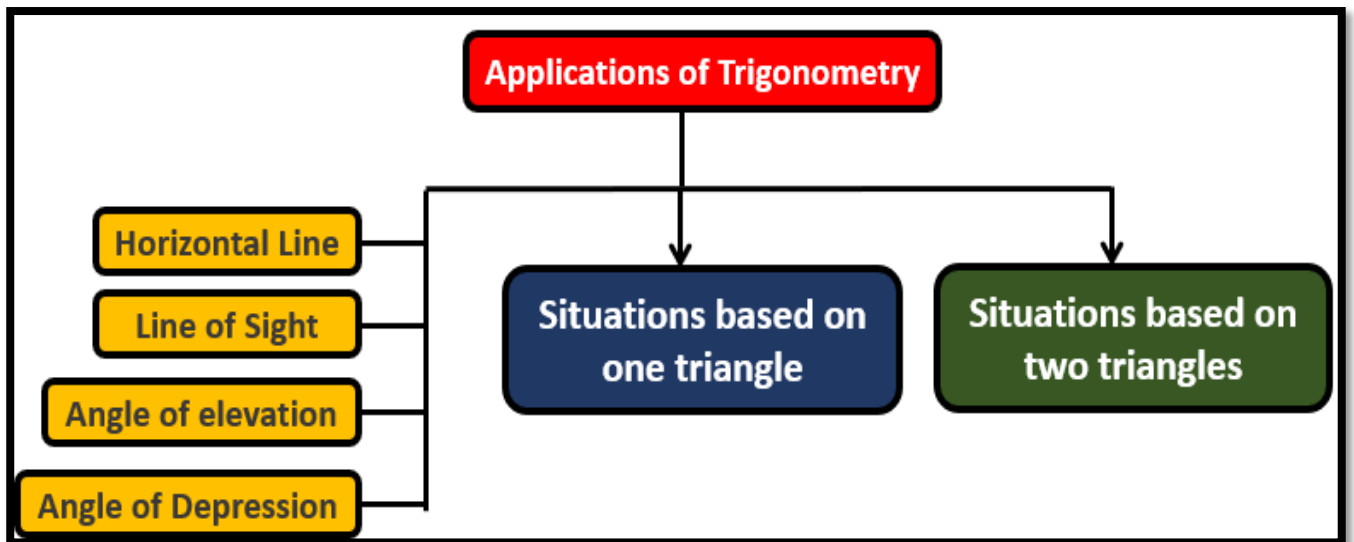 Applications of Trigonometry
Horizontal Line
Line of Sight
Angle of elevation
Angle of Depression
Situations based on
one triangle
Situations based on
two triangles